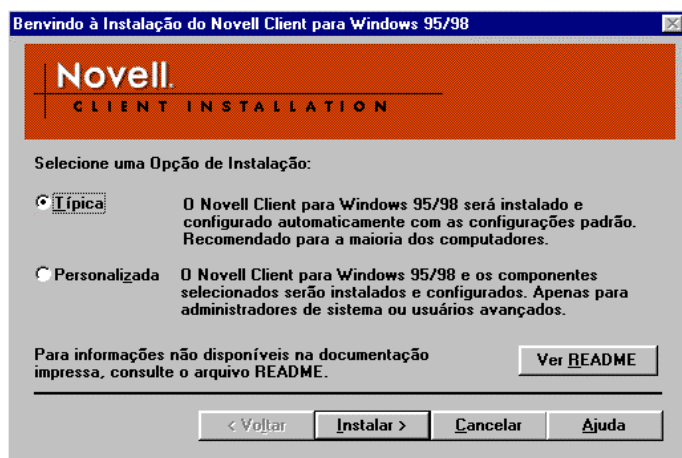 Benvindo à Instalação do Novell Client para Windows 95/98
Novell.
CLIENT INSTALLATION
Selecione uma Opção de Instalação:
Típica
O Novell Client para Windows 95/98 será instalado e
configurado automaticamente com as configurações padrão.
Recomendado para a maioria dos computadores.
Personalizada
O Novell Client para Windows 95/98 e os componentes
selecionados serão instalados e configurados. Apenas para
administradores de sistema ou usuários avançados.
Para informações não disponíveis na documentação
impressa, consulte o arquivo README.
Ver README
< Voltar
Instalar >
Cancelar
Ajuda